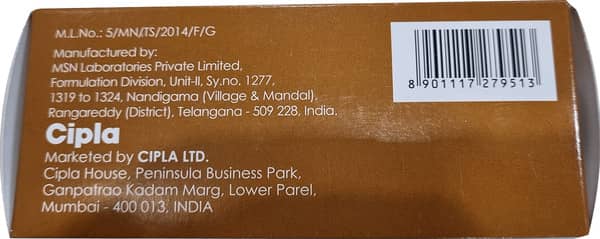 M.L.No.: 5/MN/TS/2014/F/G
Manufactured by:
MSN Laboratories Private Limited,
Formulation Division, Unit-II, Sy.no. 1277,
1319 to 1324, Nandigama (Village & Mandal),
Rangareddy (District), Telangana - 509 228, India.
8 901117 279513
Cipla
Marketed by CIPLA LTD.
Cipla House, Peninsula Business Park,
Ganpatrao Kadam Marg, Lower Parel,
Mumbai - 400 013, INDIA